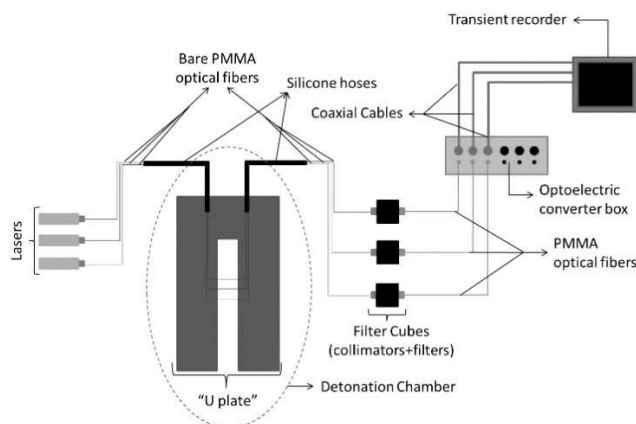 Transient recorder
Bare PMMA
optical fibers
Silicone hoses
Coaxial Cables
Optoelectric
converter box
Lasers
PMMA
optical fibers
Filter Cubes
(collimators+filters)
"U plate"
Detonation Chamber